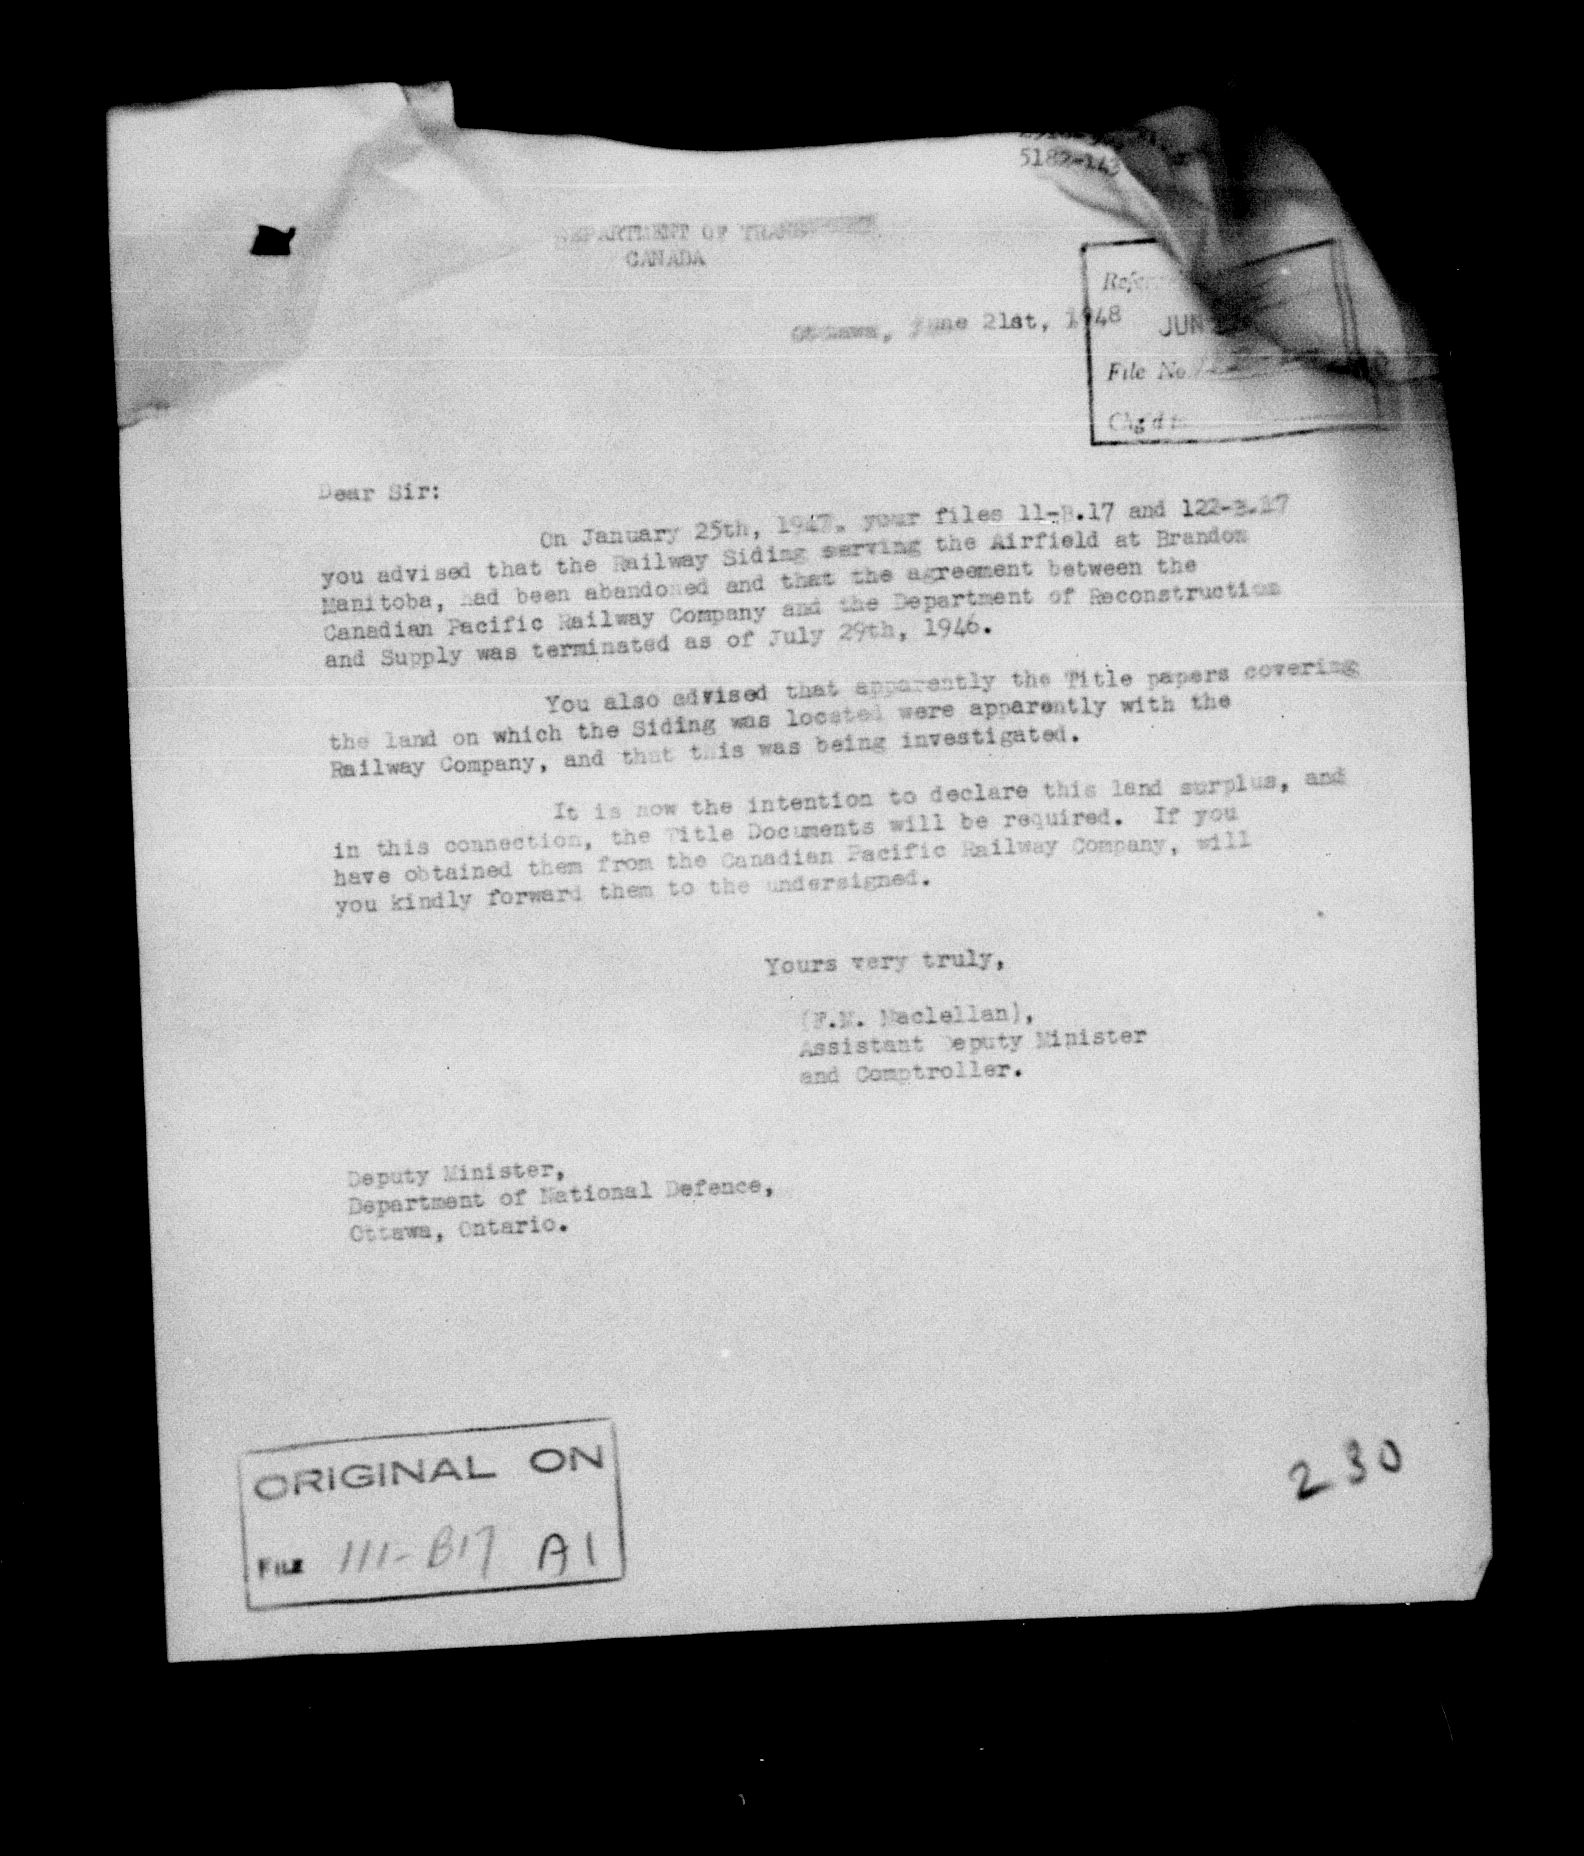 5182-143
DEPARTMENT OF TRANSPORT
CANADA
Ottawa, June 21st, 1948
JUN
File No
Chg'd to
Dear Sir:
On January 25th, 1947. your files 11-B.17 and 122-B.17
you advised that the Railway Siding serving the Airfield at Brandon
Manitoba, had been abandoned and that the agreement between the
Canadian Pacific Railway Company and the Department of Reconstruction
and Supply was terminated as of July 29th, 1946.
You also advised that apparently the Title papers covering
the land on which the Siding was located were apparently with the
Railway Company, and that this was being investigated.
It is now the intention to declare this land surplus, and
in this connection, the Title Documents will be required. If you
have obtained them from the Canadian Pacific Railway Company, will
you kindly forward them to the undersigned.
Yours very truly,
(F.M. Maclellan),
Assistant Deputy Minister
and Comptroller.
Deputy Minister,
Department of National Defence,
Ottawa, Ontario.
ORIGINAL ON
FILE 111-B17 A1
230